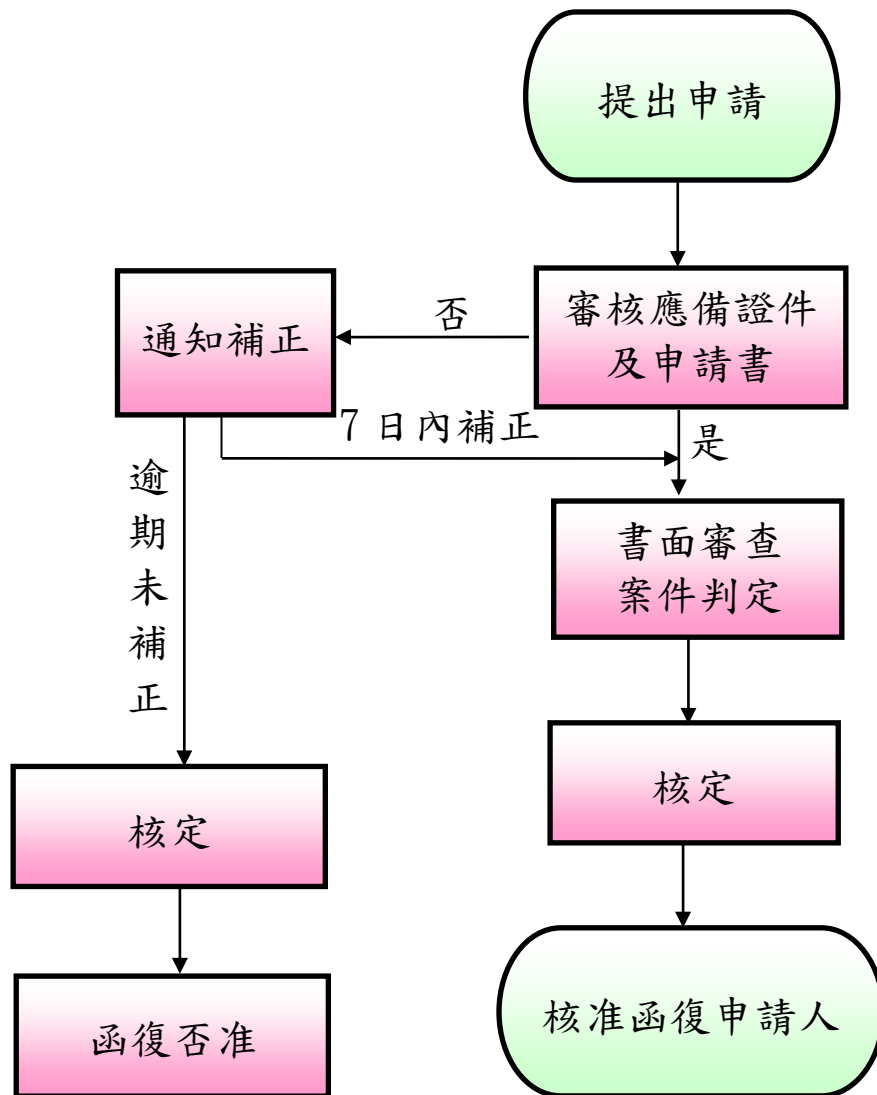 提出申請
審核應備證件
及申請書
否
通知補正
7日內補正
是
逾期未補正
書面審查
案件判定
核定
核定
函復否准
核准函復申請人